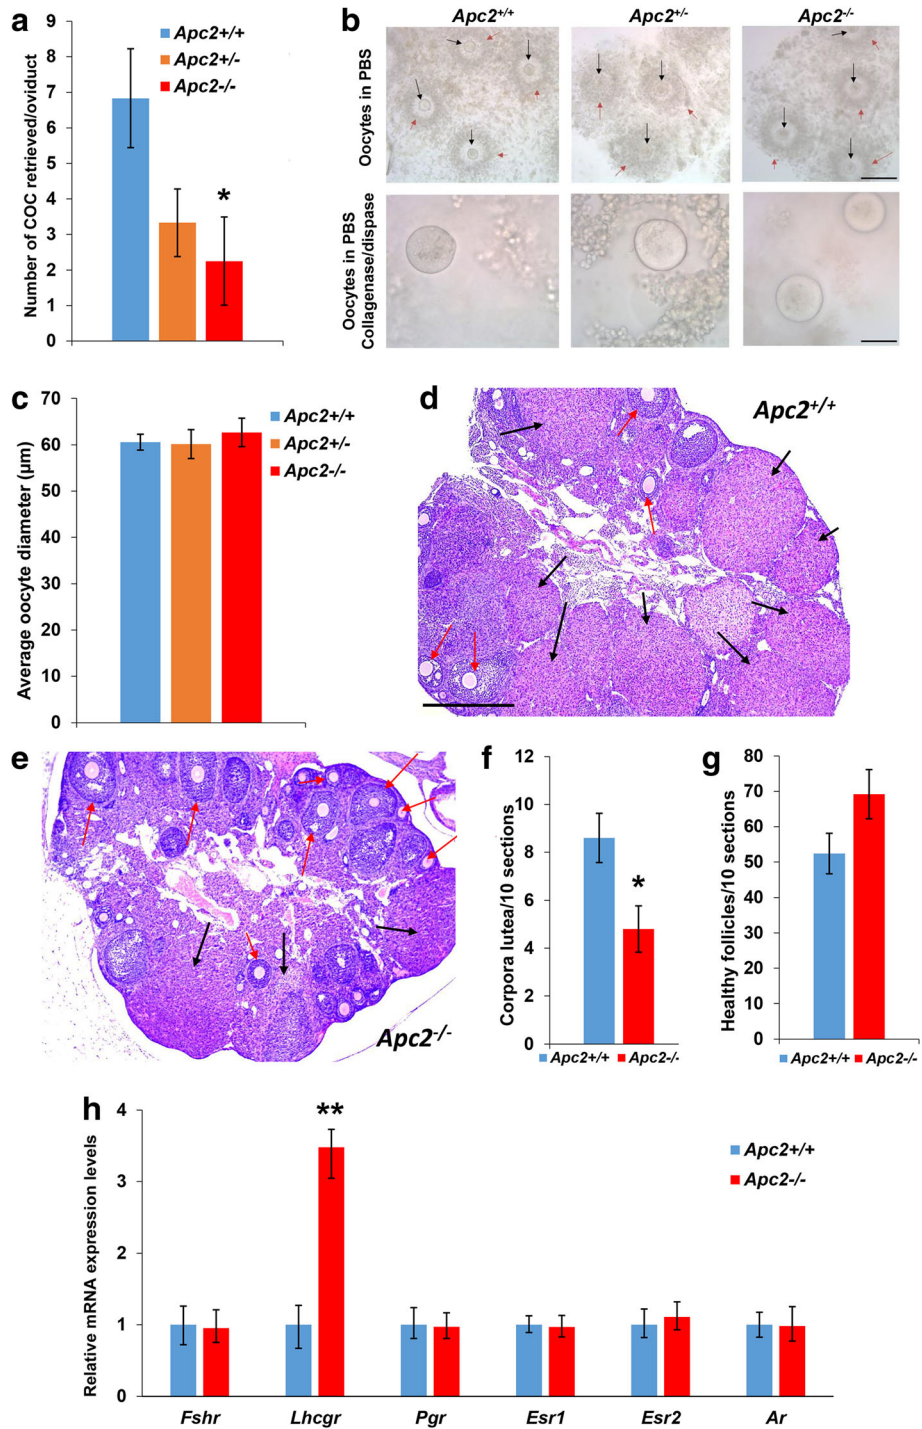 a
Apc2+/+
Apc2+/-
Apc2-/-
Number of COC retrieved/oviduct
9
8
7
6
5
4
3
2
1
0
*
b
Apc2+/+
Apc2+/-
Apc2-/-
Oocytes in PBS
Oocytes in PBS
Collagenase/dispase
c
Apc2+/+
Apc2+/-
Apc2-/-
Average oocyte diameter (µm)
70
60
50
40
30
20
10
0
d
Apc2+/+
e
Apc2-/-
f
Corpora lutea/10 sections
12
10
8
6
4
2
0
*
Apc2+/+ Apc2-/-
g
Healthy follicles/10 sections
80
70
60
50
40
30
20
10
0
Apc2+/+ Apc2-/-
h
Relative mRNA expression levels
4
3
2
1
0
**
Apc2+/+
Apc2-/-
Fshr Lhcgr Pgr Esr1 Esr2 Ar